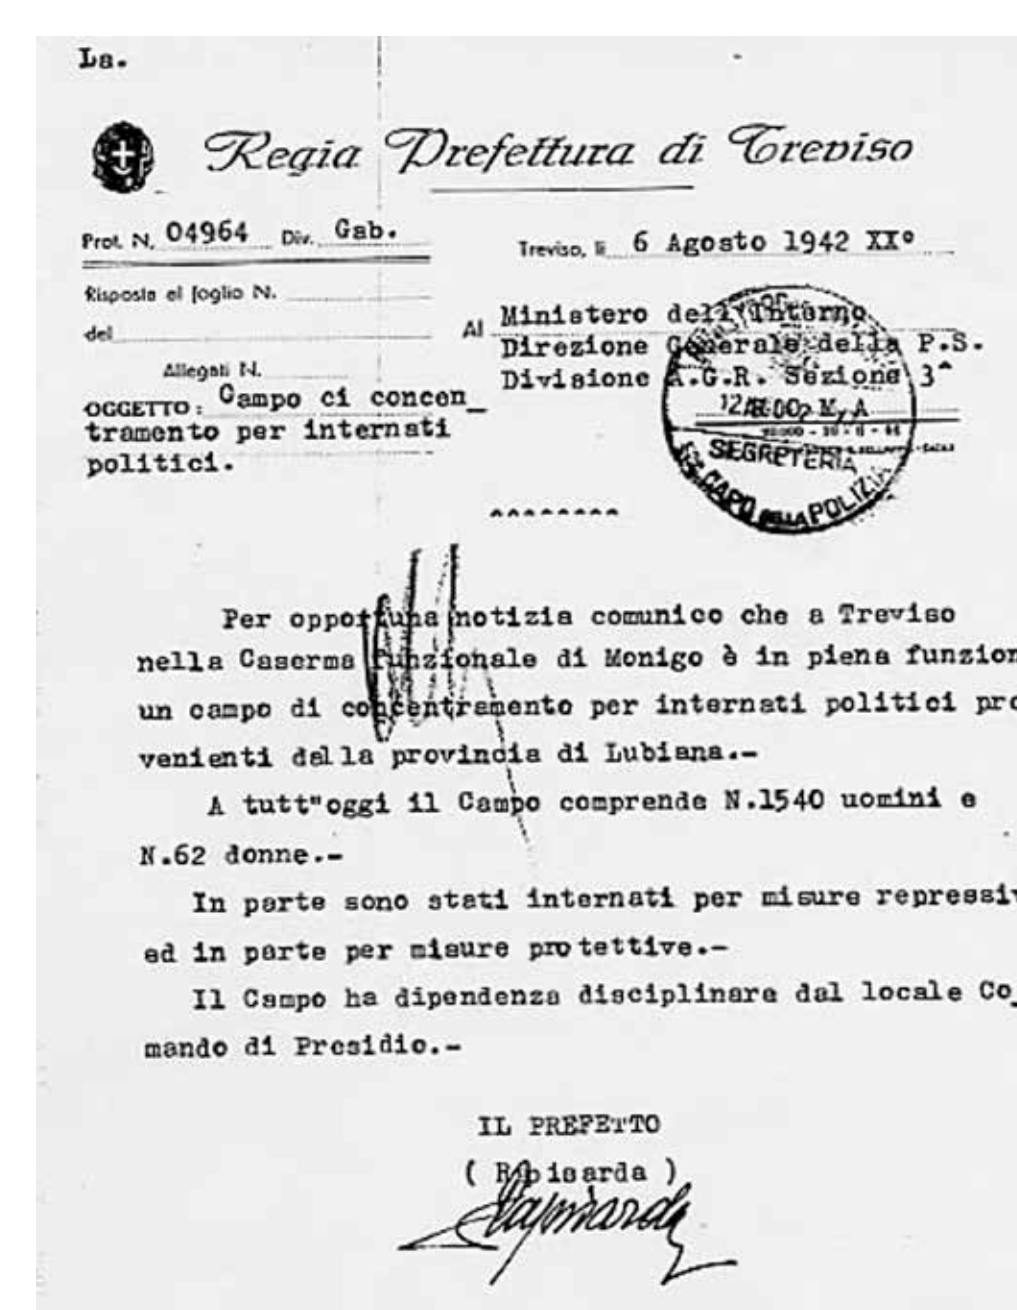 La.
Regia Prefettura di Treviso
Prot. N. 04964 Div. Gab.
Treviso, li 6 Agosto 1942 XX°
Risposta al foglio N.
del
Allegati N.
OGGETTO: Campo ci concen_
tramento per internati
politici.
Al Ministero dell'Interno
Direzione Generale della P.S.
Divisione A.G.R. Sezione 3^
SEGRETERIA
CAPO DELLA POLIZIA
^^^^^^^^
Per opportuna notizia comunico che a Treviso
nella Caserma funzionale di Monigo è in piena funzion
un campo di concentramento per internati politici pro
venienti dalla provincia di Lubiana.-
A tutt"oggi il Campo comprende N.1540 uomini e
N.62 donne.-
In parte sono stati internati per misure repressiv
ed in parte per misure protettive.-
Il Campo ha dipendenza disciplinare dal locale Co_
mando di Presidio.-
IL PREFETTO
( Rapisarda )
Rapisarda